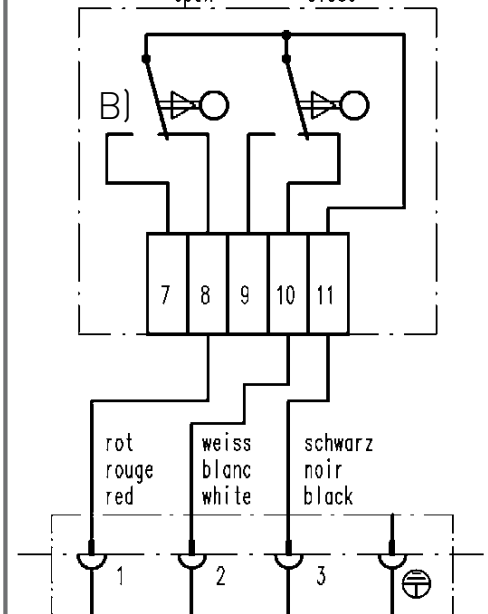 B)
7 8 9 10 11
rot weiss schwarz
rouge blanc noir
red white black
1 2 3